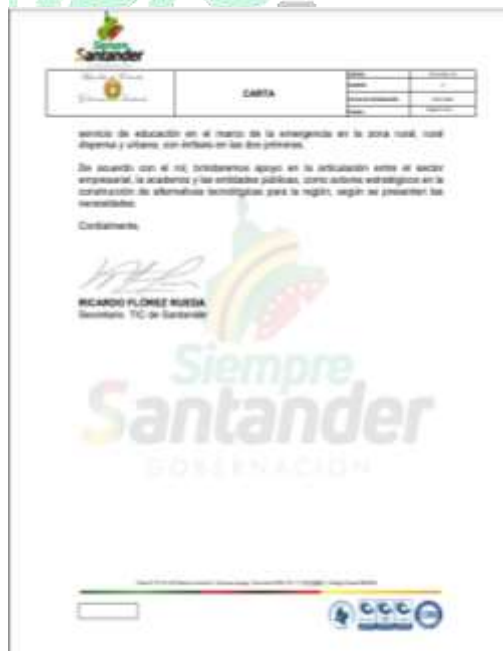 Siempre
Santander
CARTA
servicio de educación en el marco de la emergencia en la zona rural, rural
dispersa y urbana, con énfasis en las dos primeras.
De acuerdo con el rol, brindaremos apoyo en la articulación entre el sector
empresarial, la academia y las entidades públicas, como actores estratégicos en la
construcción de alternativas tecnológicas para la región, según se presenten las
necesidades.
Cordialmente,
RICARDO FLÓREZ RUEDA
Secretario TIC de Santander
Siempre
Santander
GOBERNACIÓN